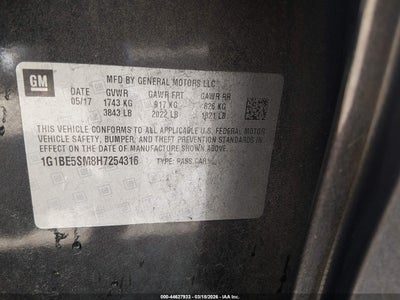 GM
MFD BY GENERAL MOTORS LLC
DATE GVWR GAWR FRT GAWR RR
05/17 1743 KG 917 KG 826 KG
3843 LB 2022 LB 1821 LB
THIS VEHICLE CONFORMS TO ALL APPLICABLE U.S. FEDERAL MOTOR
VEHICLE SAFETY, BUMPER, AND THEFT PREVENTION STANDARDS
IN EFFECT ON THE DATE OF MANUFACTURE SHOWN ABOVE.
1G1BE5SM8H7254316 TYPE: PASS CAR
000-44627933 - 03/18/2026 - IAA Inc.